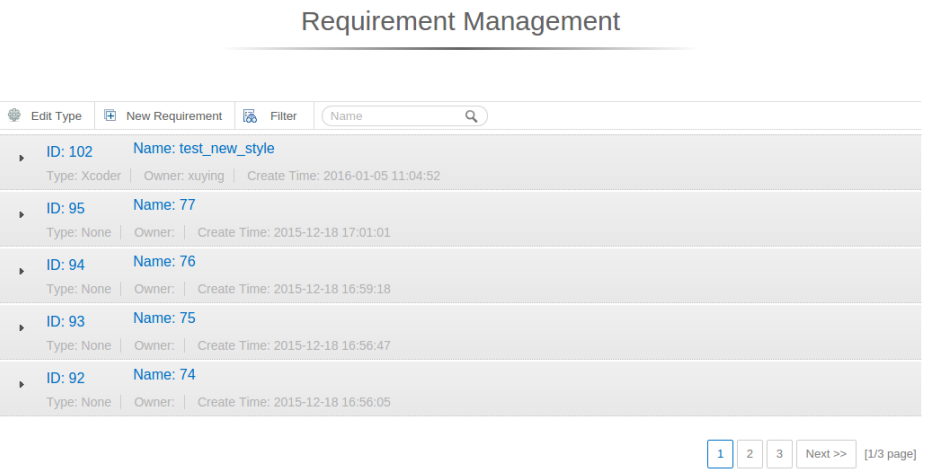 Requirement Management
Edit Type New Requirement Filter Name
ID: 102 Name: test_new_style
Type: Xcoder Owner: xuying Create Time: 2016-01-05 11:04:52
ID: 95 Name: 77
Type: None Owner: Create Time: 2015-12-18 17:01:01
ID: 94 Name: 76
Type: None Owner: Create Time: 2015-12-18 16:59:18
ID: 93 Name: 75
Type: None Owner: Create Time: 2015-12-18 16:56:47
ID: 92 Name: 74
Type: None Owner: Create Time: 2015-12-18 16:56:05
1 2 3 Next >> [1/3 page]